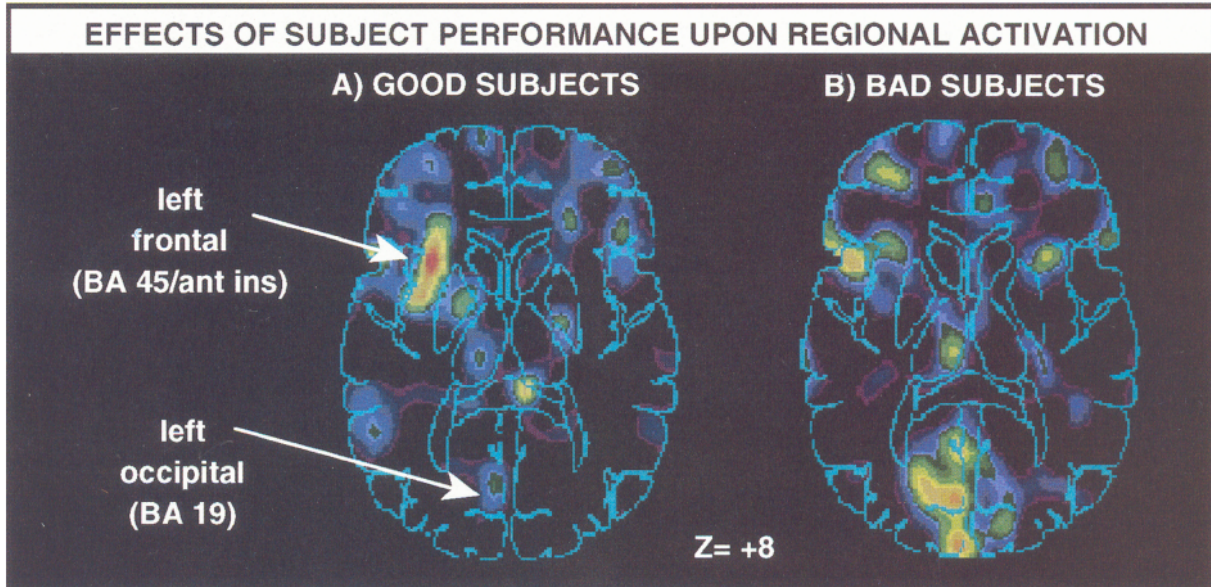 EFFECTS OF SUBJECT PERFORMANCE UPON REGIONAL ACTIVATION
A) GOOD SUBJECTS
B) BAD SUBJECTS
left
frontal
(BA 45/ant ins)
left
occipital
(BA 19)
Z= +8